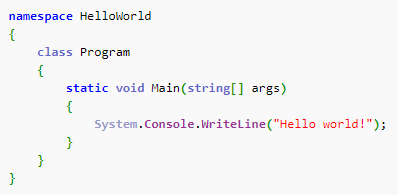 namespace HelloWorld
{
    class Program
    {
        static void Main(string[] args)
        {
            System.Console.WriteLine("Hello world!");
        }
    }
}